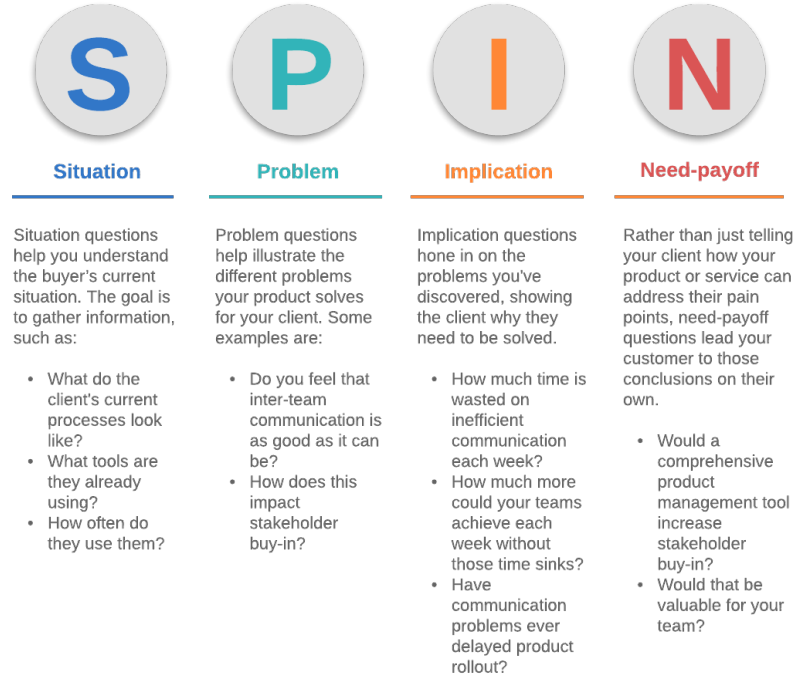 S
P
I
N
Situation
Problem
Implication
Need-payoff
Situation questions
help you understand
the buyer's current
situation. The goal is
to gather information,
such as:
• What do the
client's current
processes look
like?
• What tools are
they already
using?
• How often do
they use them?
Problem questions
help illustrate the
different problems
your product solves
for your client. Some
examples are:
• Do you feel that
inter-team
communication is
as good as it can
be?
• How does this
impact
stakeholder
buy-in?
Implication questions
hone in on the
problems you've
discovered, showing
the client why they
need to be solved.
• How much time is
wasted on
inefficient
communication
each week?
• How much more
could your teams
achieve each
week without
those time sinks?
• Have
communication
problems ever
delayed product
rollout?
Rather than just telling
your client how your
product or service can
address their pain
points, need-payoff
questions lead your
customer to those
conclusions on their
own.
• Would a
comprehensive
product
management tool
increase
stakeholder
buy-in?
• Would that be
valuable for your
team?